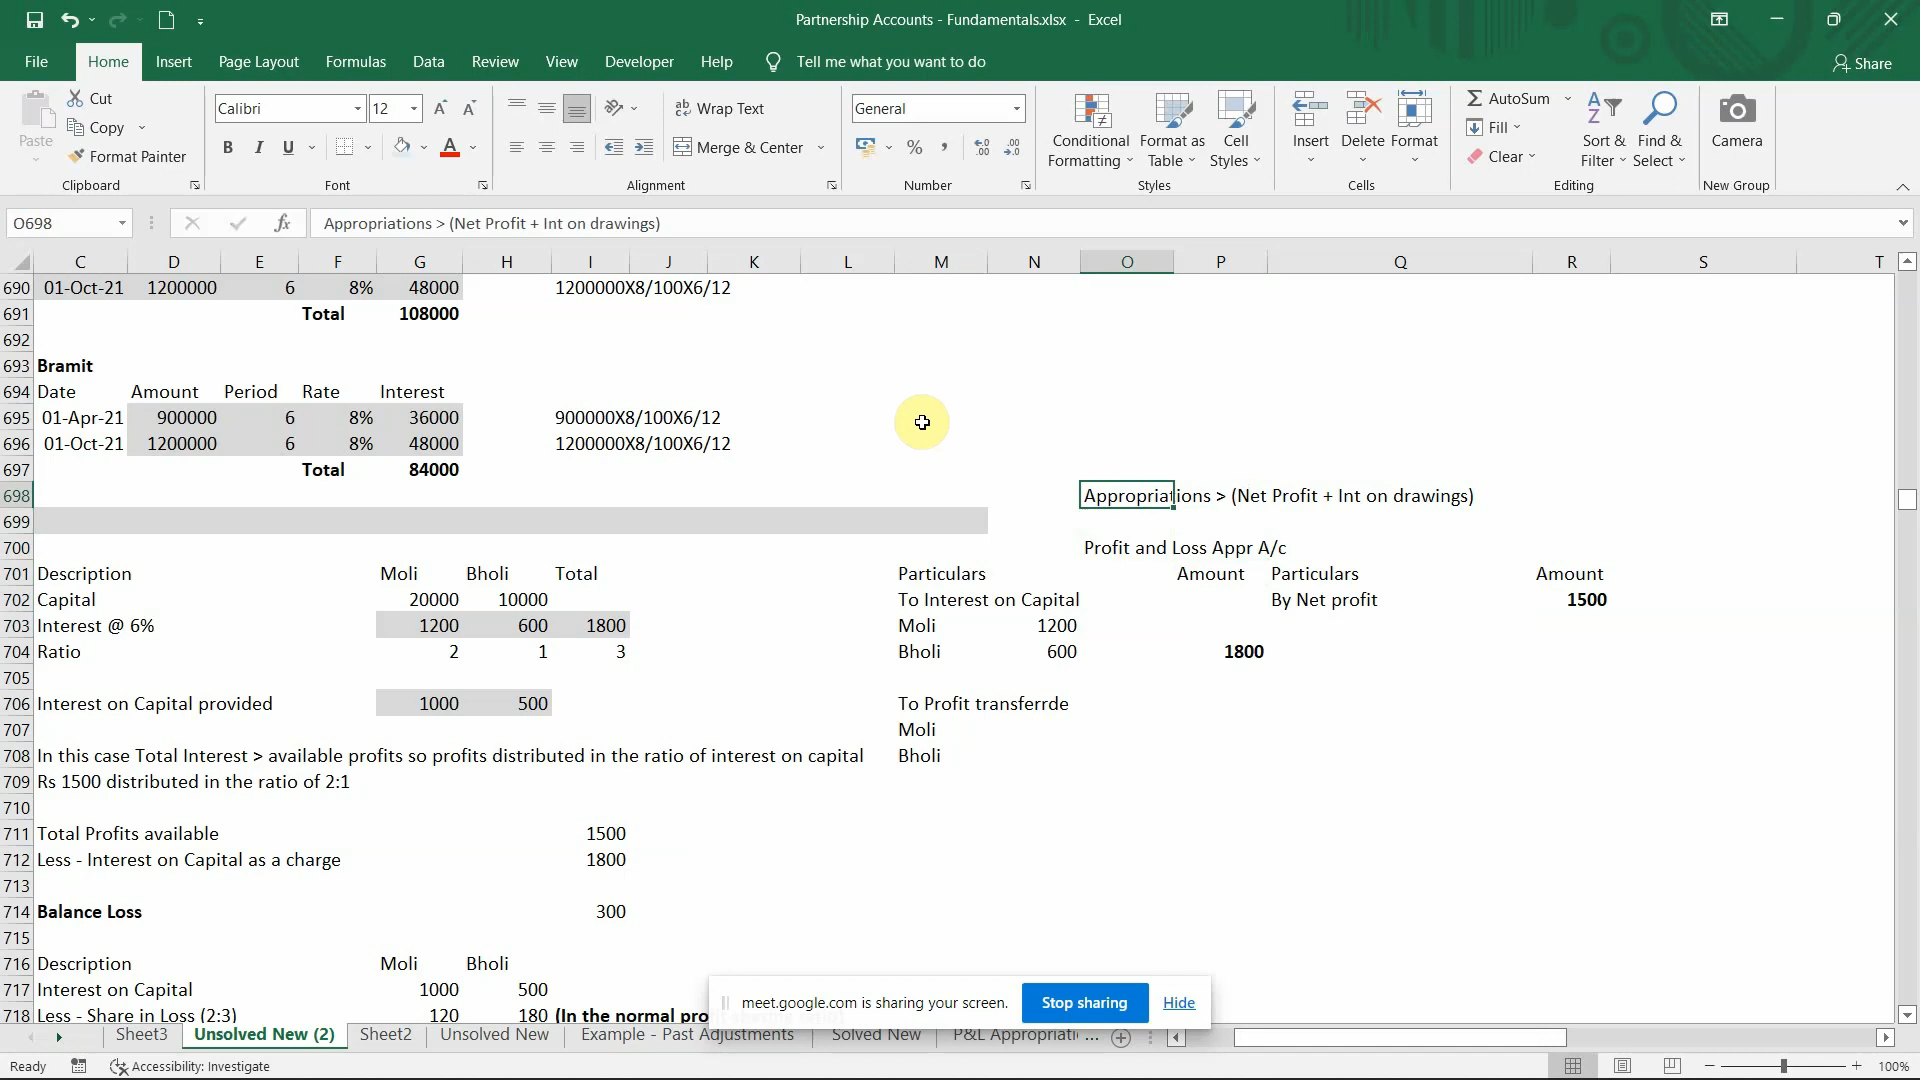 Partnership Accounts - Fundamentals.xlsx - Excel
File Home Insert Page Layout Formulas Data Review View Developer Help Tell me what you want to do Share
Paste
Cut
Copy
Format Painter
Calibri 12
B I U
ab Wrap Text
Merge & Center
General
%
Conditional Formatting
Format as Table
Cell Styles
Insert Delete Format
AutoSum
Fill
Clear
Sort & Filter
Find & Select
Camera
Clipboard Font Alignment Number Styles Cells Editing New Group
O698 fx Appropriations > (Net Profit + Int on drawings)
C D E F G H I J K L M N O P Q R S T
690 01-Oct-21 1200000 6 8% 48000 1200000X8/100X6/12
691 Total 108000
692
693 Bramit
694 Date Amount Period Rate Interest
695 01-Apr-21 900000 6 8% 36000 900000X8/100X6/12
696 01-Oct-21 1200000 6 8% 48000 1200000X8/100X6/12
697 Total 84000
698 Appropriations > (Net Profit + Int on drawings)
699
700 Profit and Loss Appr A/c
701 Description Moli Bholi Total Particulars Amount Particulars Amount
702 Capital 20000 10000 To Interest on Capital By Net profit 1500
703 Interest @ 6% 1200 600 1800 Moli 1200
704 Ratio 2 1 3 Bholi 600 1800
705
706 Interest on Capital provided 1000 500 To Profit transferrde
707 Moli
708 In this case Total Interest > available profits so profits distributed in the ratio of interest on capital Bholi
709 Rs 1500 distributed in the ratio of 2:1
710
711 Total Profits available 1500
712 Less - Interest on Capital as a charge 1800
713
714 Balance Loss 300
715
716 Description Moli Bholi
717 Interest on Capital 1000 500
718 Less - Share in Loss (2:3) 120 180 (In the normal pro
meet.google.com is sharing your screen. Stop sharing Hide
Sheet3 Unsolved New (2) Sheet2 Unsolved New Example - Past Adjustments Solved New P&L Appropriati ...
Ready Accessibility: Investigate 100%